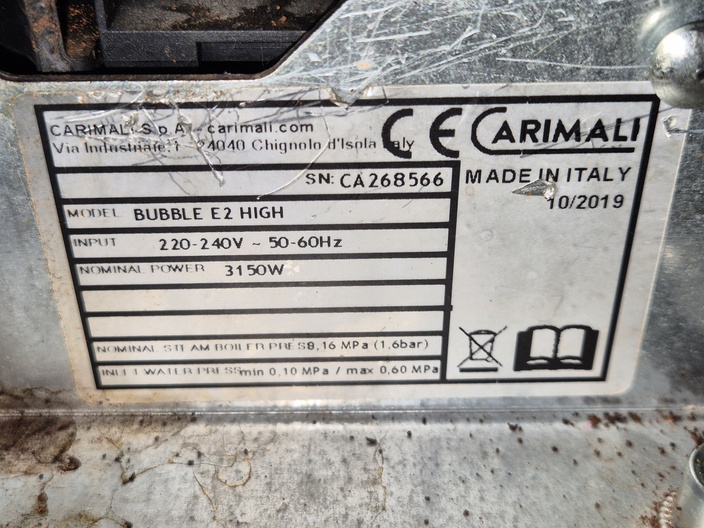 CARIMALI S.p.A. - carimali.com
Via Industriale, 1 - 24040 Chignolo d'Isola Italy
CE
CARIMALI
SN: CA268566
MADE IN ITALY
10/2019
MODEL BUBBLE E2 HIGH
INPUT 220-240V ~ 50-60Hz
NOMINAL POWER 3150W
NOMINAL STEAM BOILER PRESS 0,16 MPa (1,6bar)
INLET WATER PRESS min 0,10 MPa / max 0,60 MPa